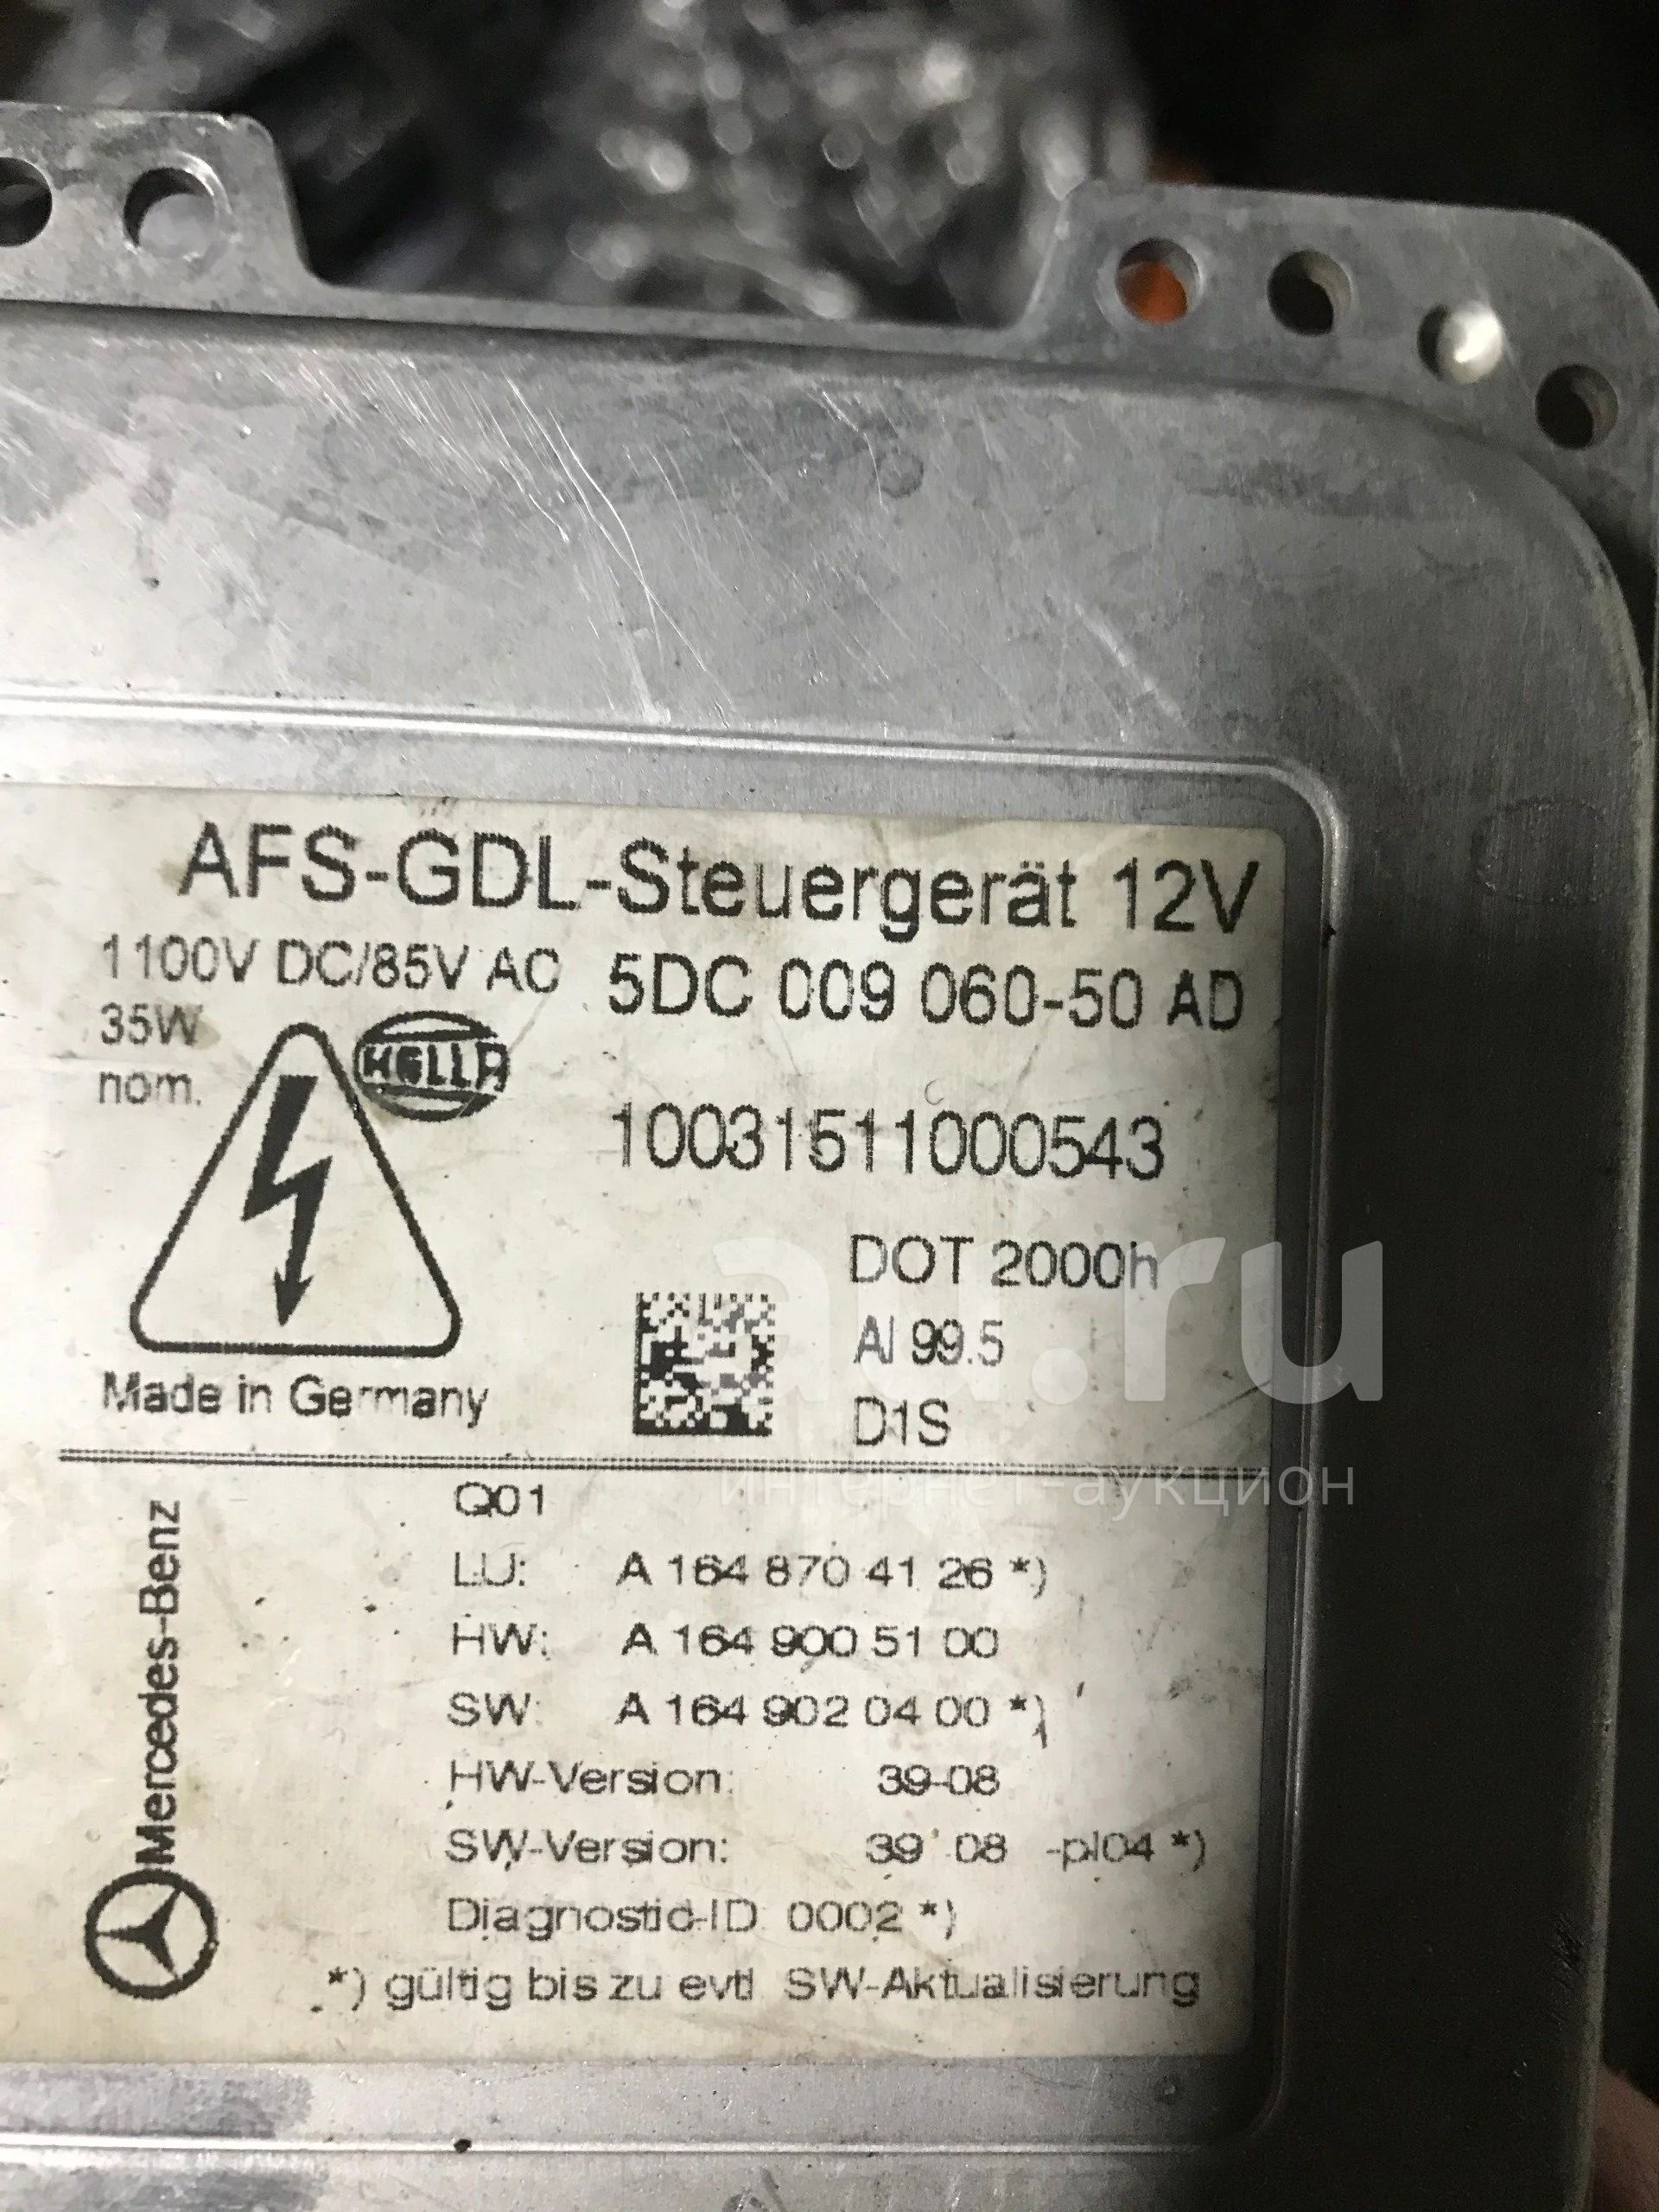 AFS-GDL-Steuergerät 12V
1100V DC/85V AC 5DC 009 060-50 AD
35W
nom.
HELLA
10031511000543
DOT 2000h
Al 99.5
D1S
Made in Germany
au.ru
интернет-аукцион
Mercedes-Benz
Q01
LU: A 164 870 41 26 *)
HW: A 164 900 51 00
SW: A 164 902 04 00 *)
HW-Version: 39-08
SW-Version: 39 08 -pl04 *)
Diagnostic-ID 0002 *)
*) gültig bis zu evtl SW-Aktualisierung